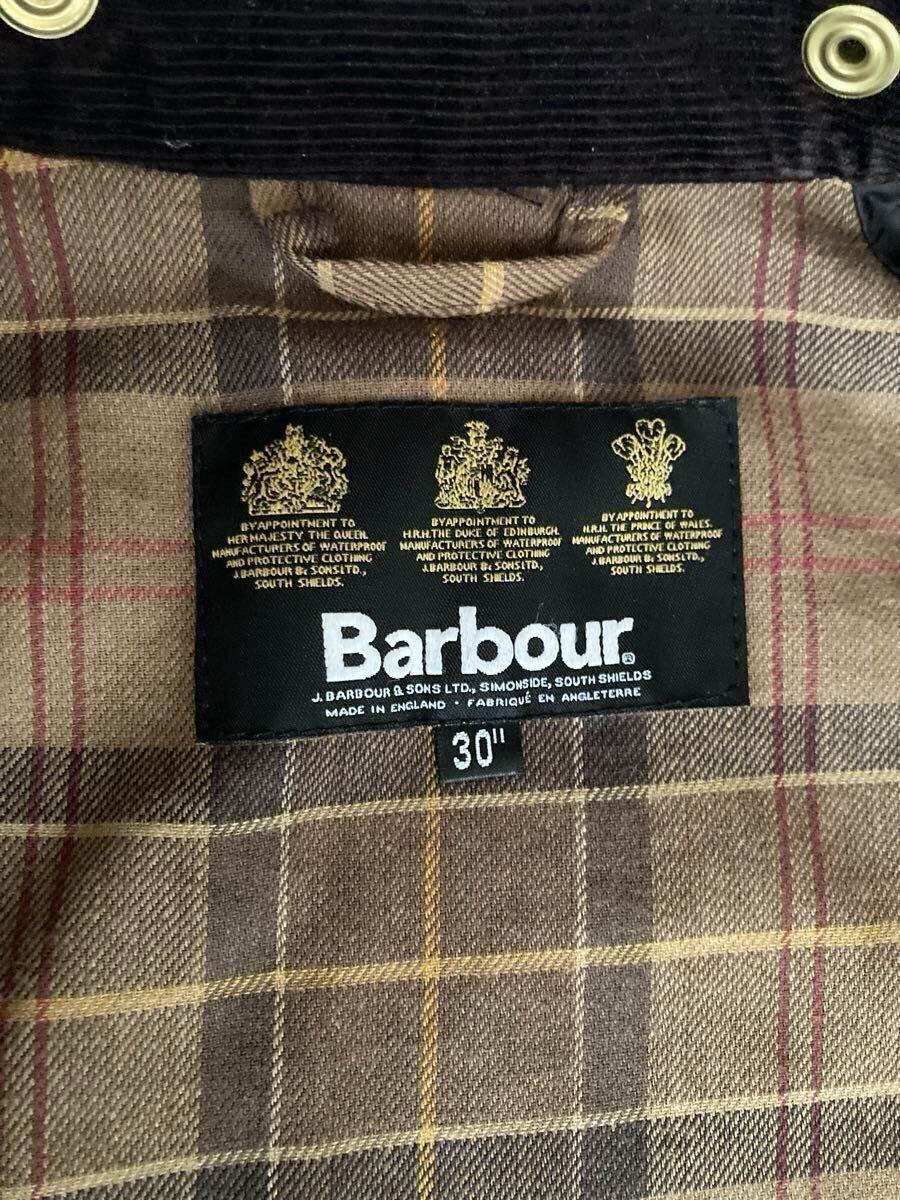 BY APPOINTMENT TO
HER MAJESTY THE QUEEN.
MANUFACTURERS OF WATERPROOF
AND PROTECTIVE CLOTHING
J.BARBOUR & SONS LTD.,
SOUTH SHIELDS.
BY APPOINTMENT TO
H.R.H. THE DUKE OF EDINBURGH.
MANUFACTURERS OF WATERPROOF
AND PROTECTIVE CLOTHING
J.BARBOUR & SONS LTD.,
SOUTH SHIELDS.
BY APPOINTMENT TO
H.R.H. THE PRINCE OF WALES.
MANUFACTURERS OF WATERPROOF
AND PROTECTIVE CLOTHING
J.BARBOUR & SONS LTD.,
SOUTH SHIELDS.
Barbour®
J. BARBOUR & SONS LTD., SIMONSIDE, SOUTH SHIELDS
MADE IN ENGLAND · FABRIQUÉ EN ANGLETERRE
30"